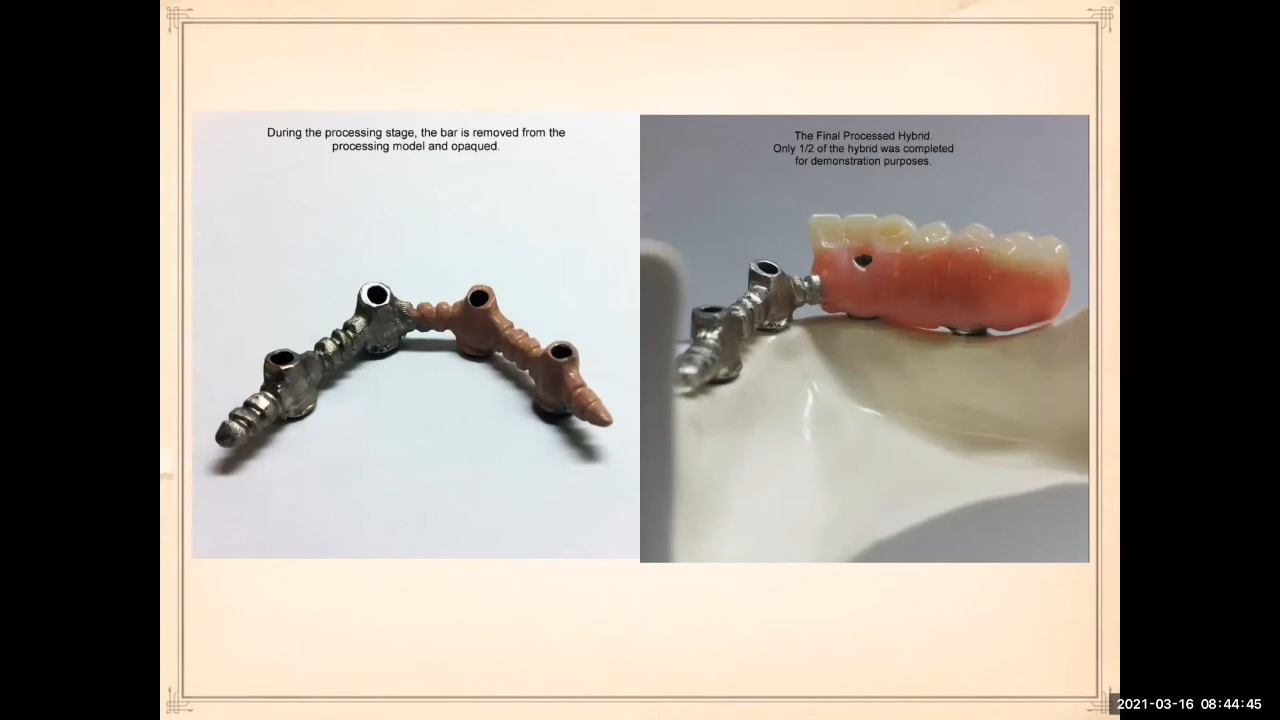 During the processing stage, the bar is removed from the
processing model and opaqued.
The Final Processed Hybrid.
Only 1/2 of the hybrid was completed
for demonstration purposes.
2021-03-16 08:44:45